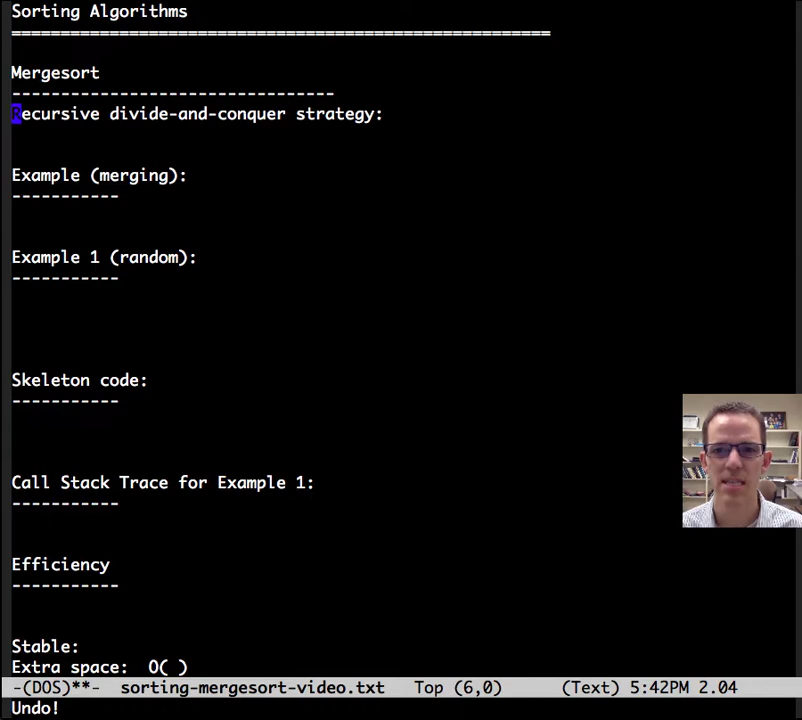 Sorting Algorithms
=======================================================
Mergesort
---------------------------------
Recursive divide-and-conquer strategy:
Example (merging):
-----------
Example 1 (random):
-----------
Skeleton code:
-----------
Call Stack Trace for Example 1:
-----------
Efficiency
-----------
Stable:
Extra space:  O( )
-(DOS)**-  sorting-mergesort-video.txt   Top (6,0)     (Text) 5:42PM 2.04
Undo!